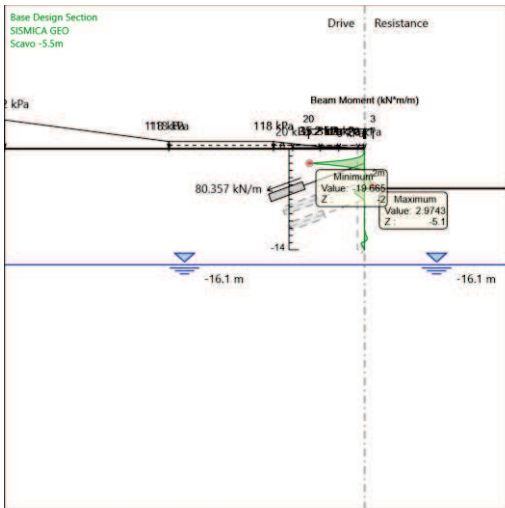 Base Design Section
SISMICA GEO
Scavo -5.5m
Drive
Resistance
Beam Moment (kN*m/m)
20
3
2 kPa
118 kPa
80.357 kN/m
Minimum
Value: -19.665
Z : -2
Maximum
Value: 2.9743
Z : -5.1
-14
-16.1 m
-16.1 m